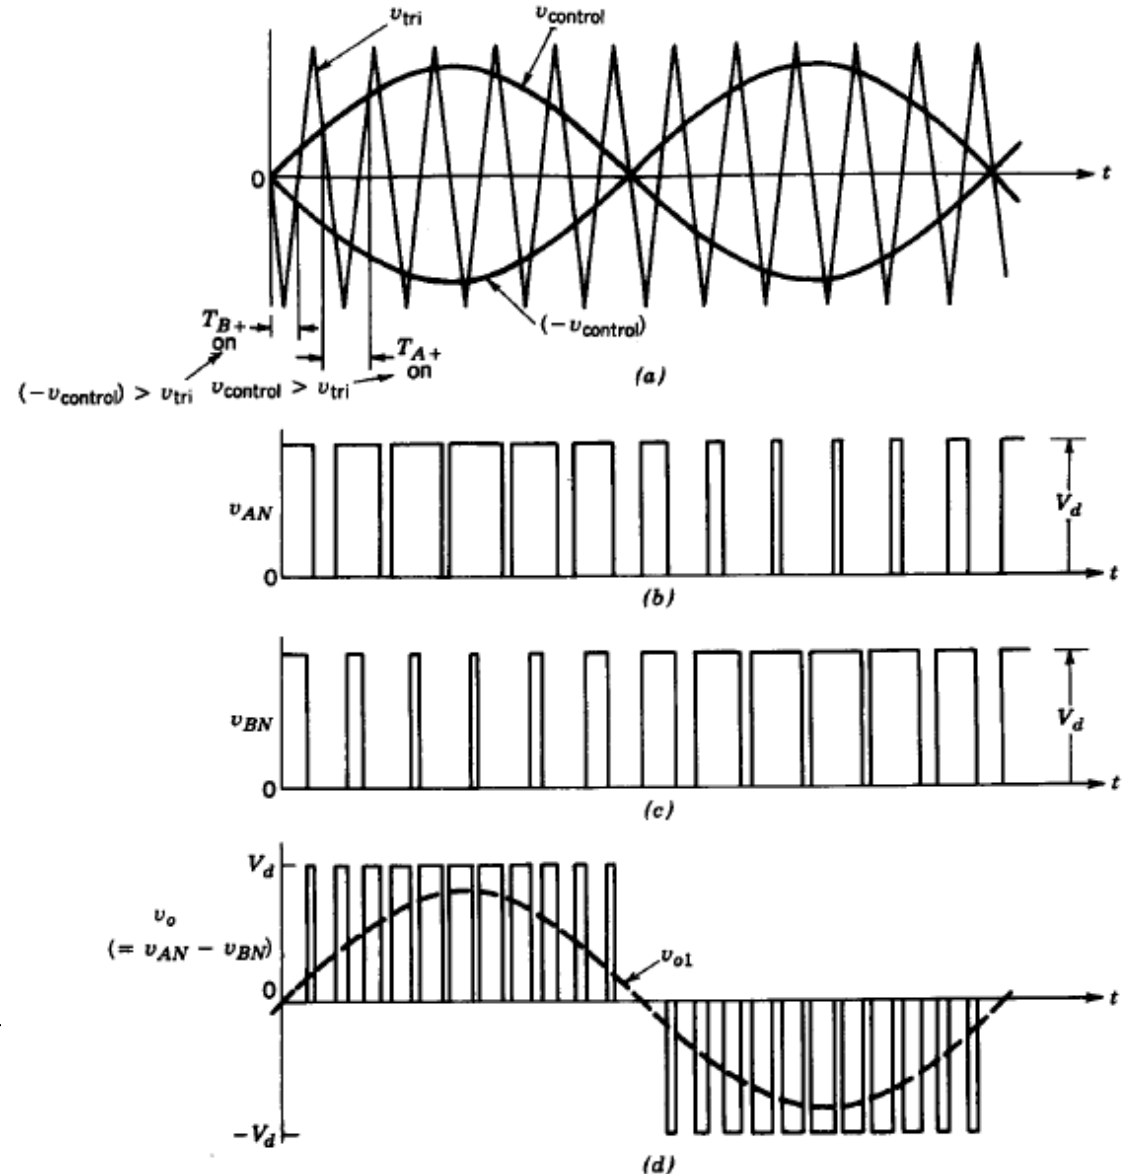 v_tri
v_control
0
t
T_B+
on
(−v_control) > v_tri
v_control > v_tri
T_A+
on
(−v_control)
(a)
v_AN
0
t
V_d
(b)
v_BN
0
t
V_d
(c)
V_d
v_o
(= v_AN − v_BN)
0
v_o1
t
−V_d
(d)